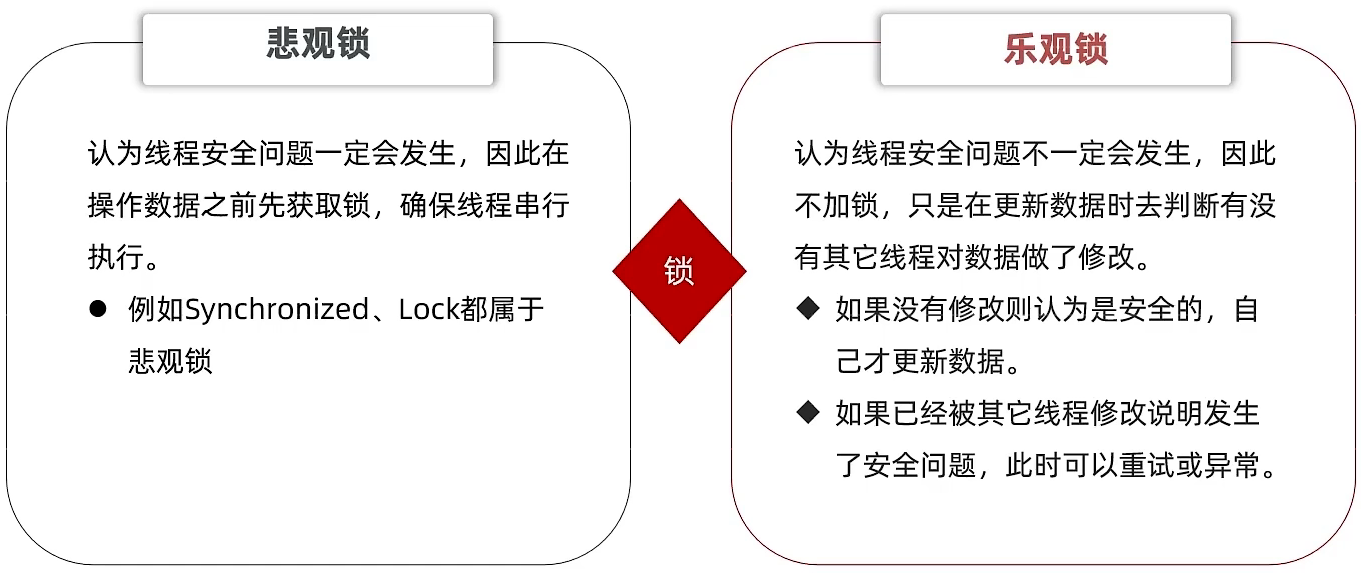 悲观锁
认为线程安全问题一定会发生，因此在
操作数据之前先获取锁，确保线程串行
执行。
● 例如Synchronized、Lock都属于
悲观锁
锁
乐观锁
认为线程安全问题不一定会发生，因此
不加锁，只是在更新数据时去判断有没
有其它线程对数据做了修改。
◆ 如果没有修改则认为是安全的，自
己才更新数据。
◆ 如果已经被其它线程修改说明发生
了安全问题，此时可以重试或异常。